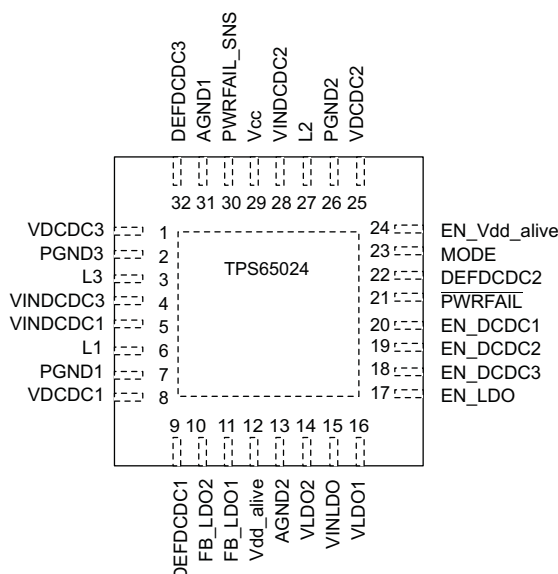 DEFDCDC3
AGND1
PWRFAIL_SNS
Vcc
VINDCDC2
L2
PGND2
VDCDC2
32 31 30 29 28 27 26 25
VDCDC3 1
PGND3 2
L3 3
VINDCDC3 4
VINDCDC1 5
L1 6
PGND1 7
VDCDC1 8
TPS65024
24 EN_Vdd_alive
23 MODE
22 DEFDCDC2
21 PWRFAIL
20 EN_DCDC1
19 EN_DCDC2
18 EN_DCDC3
17 EN_LDO
9 10 11 12 13 14 15 16
DEFDCDC1
FB_LDO2
FB_LDO1
Vdd_alive
AGND2
VLDO2
VINLDO
VLDO1